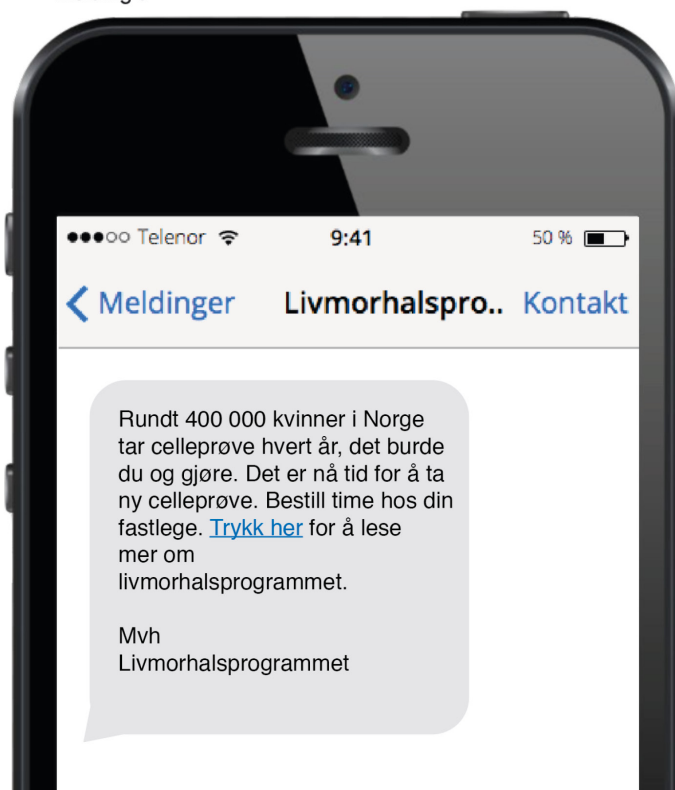 Telenor 9:41 50 %
Meldinger Livmorhalspro.. Kontakt
Rundt 400 000 kvinner i Norge
tar celleprøve hvert år, det burde
du og gjøre. Det er nå tid for å ta
ny celleprøve. Bestill time hos din
fastlege. Trykk her for å lese
mer om
livmorhalsprogrammet.
Mvh
Livmorhalsprogrammet